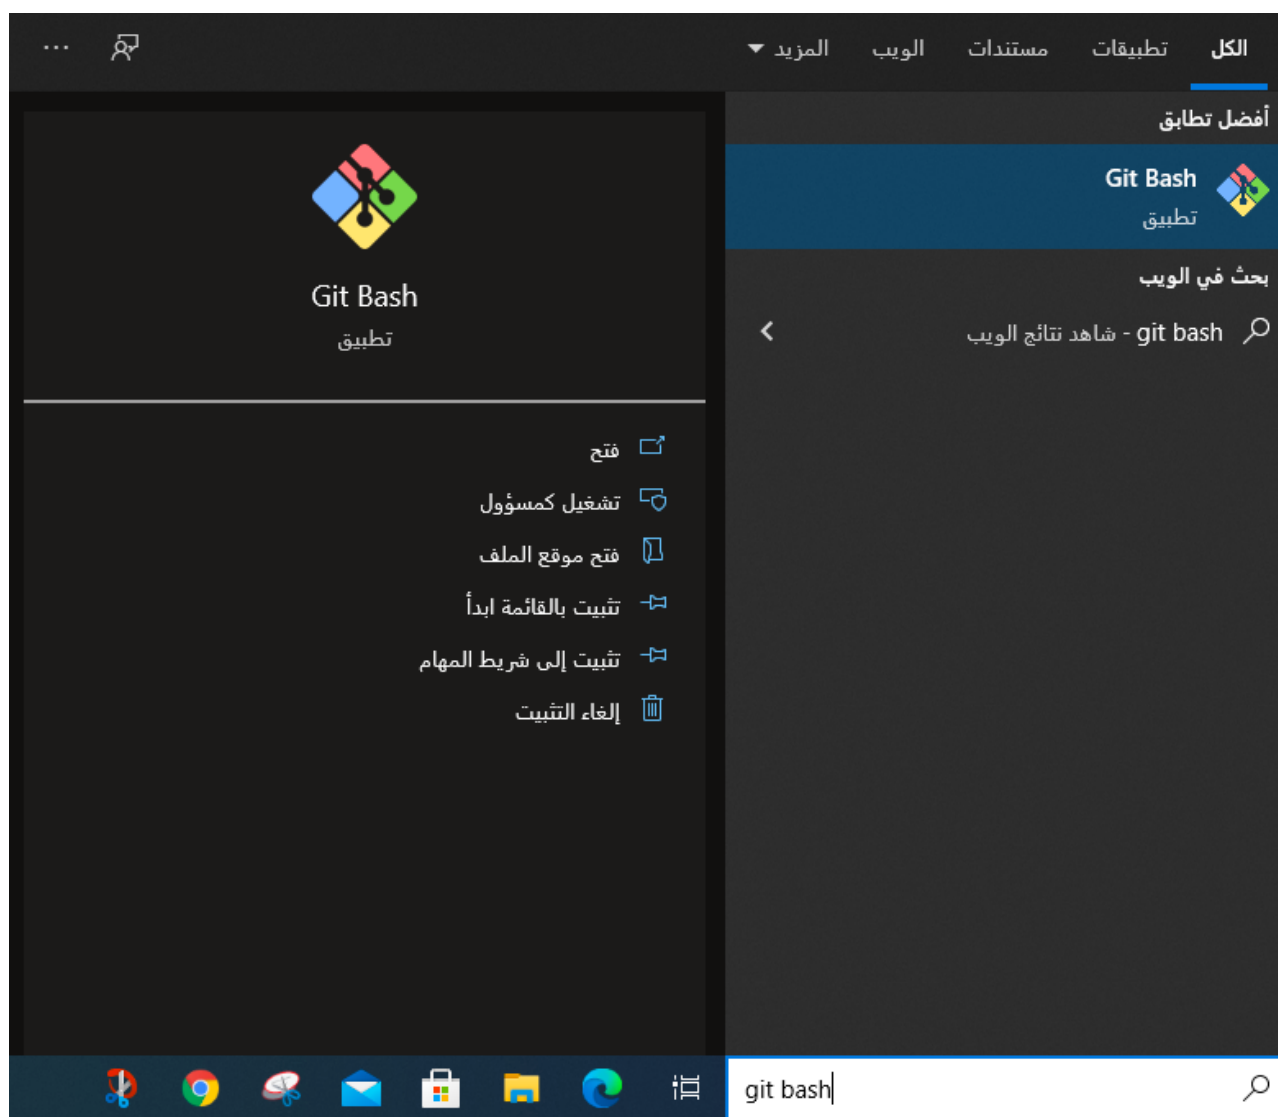 الكل تطبيقات مستندات الويب المزيد
أفضل تطابق
Git Bash
تطبيق
بحث في الويب
git bash - شاهد نتائج الويب
Git Bash
تطبيق
فتح
تشغيل كمسؤول
فتح موقع الملف
تثبيت بالقائمة ابدأ
تثبيت إلى شريط المهام
إلغاء التثبيت
git bash